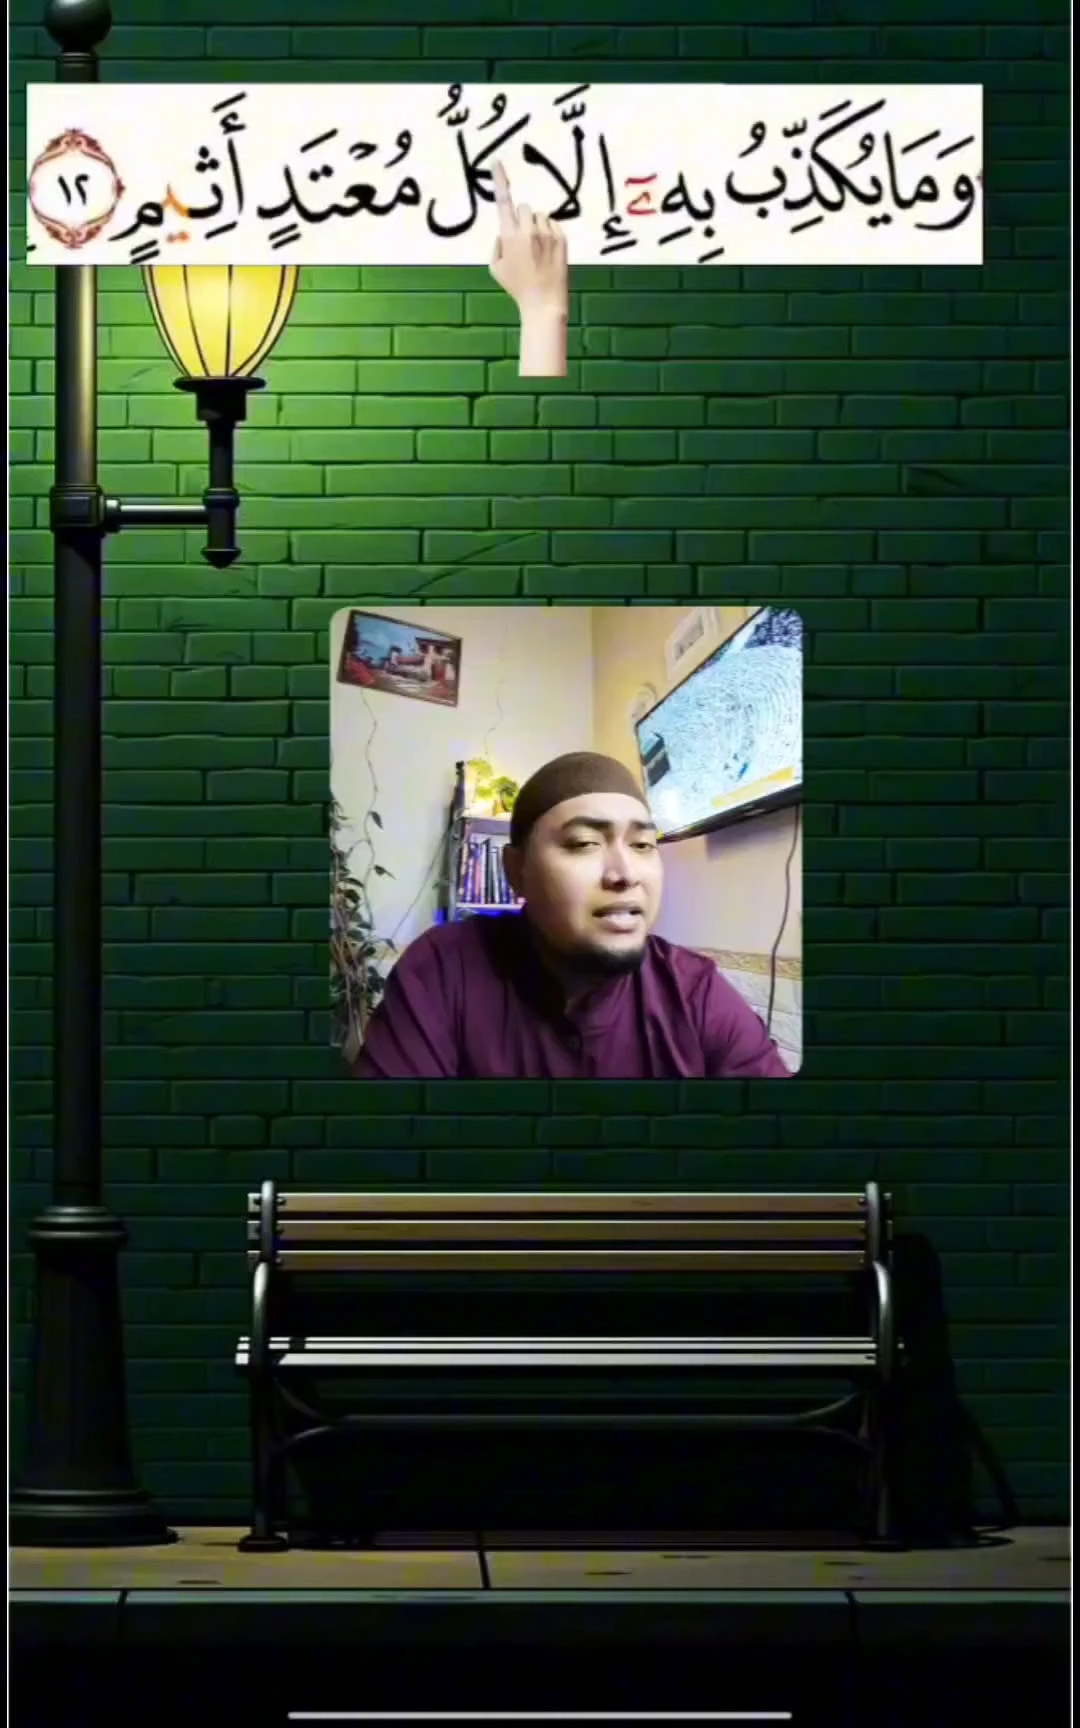 وَمَا يُكَذِّبُ بِهِۦٓ إِلَّا كُلُّ مُعْتَدٍ أَثِيمٍ ١٢